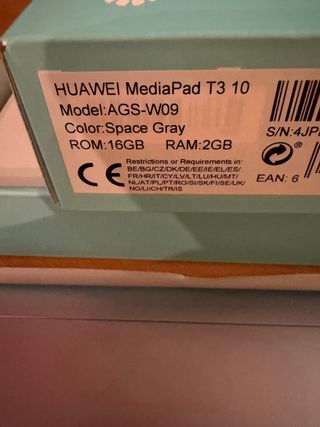 HUAWEI MediaPad T3 10
Model:AGS-W09
Color:Space Gray
S/N:4JP
ROM:16GB RAM:2GB
CE
Restrictions or Requirements in:
BE/BG/CZ/DK/DE/EE/IE/EL/ES/
FR/HR/IT/CY/LV/LT/LU/HU/MT/
NL/AT/PL/PT/RO/SI/SK/FI/SE/UK/
NO/LI/CH/TR/IS
EAN: 6